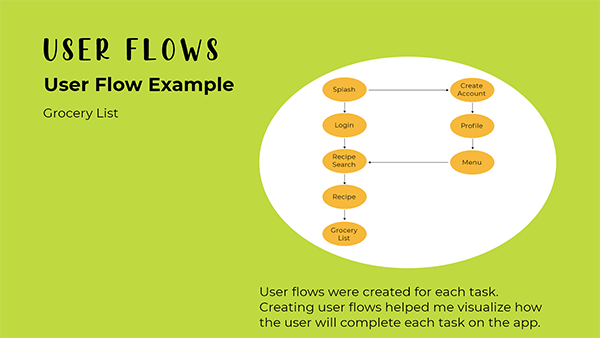 USER FLOWS
User Flow Example
Grocery List
Splash
Create
Account
Login
Profile
Recipe
Search
Menu
Recipe
Grocery
List
User flows were created for each task.
Creating user flows helped me visualize how
the user will complete each task on the app.